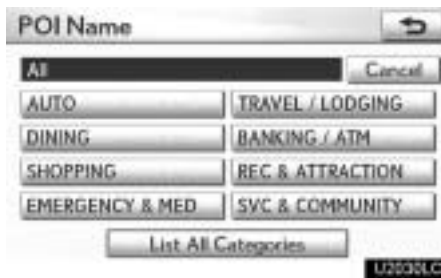 POI Name
All Cancel
AUTO TRAVEL / LODGING
DINING BANKING / ATM
SHOPPING REC & ATTRACTION
EMERGENCY & MED SVC & COMMUNITY
List All Categories
U2030LC